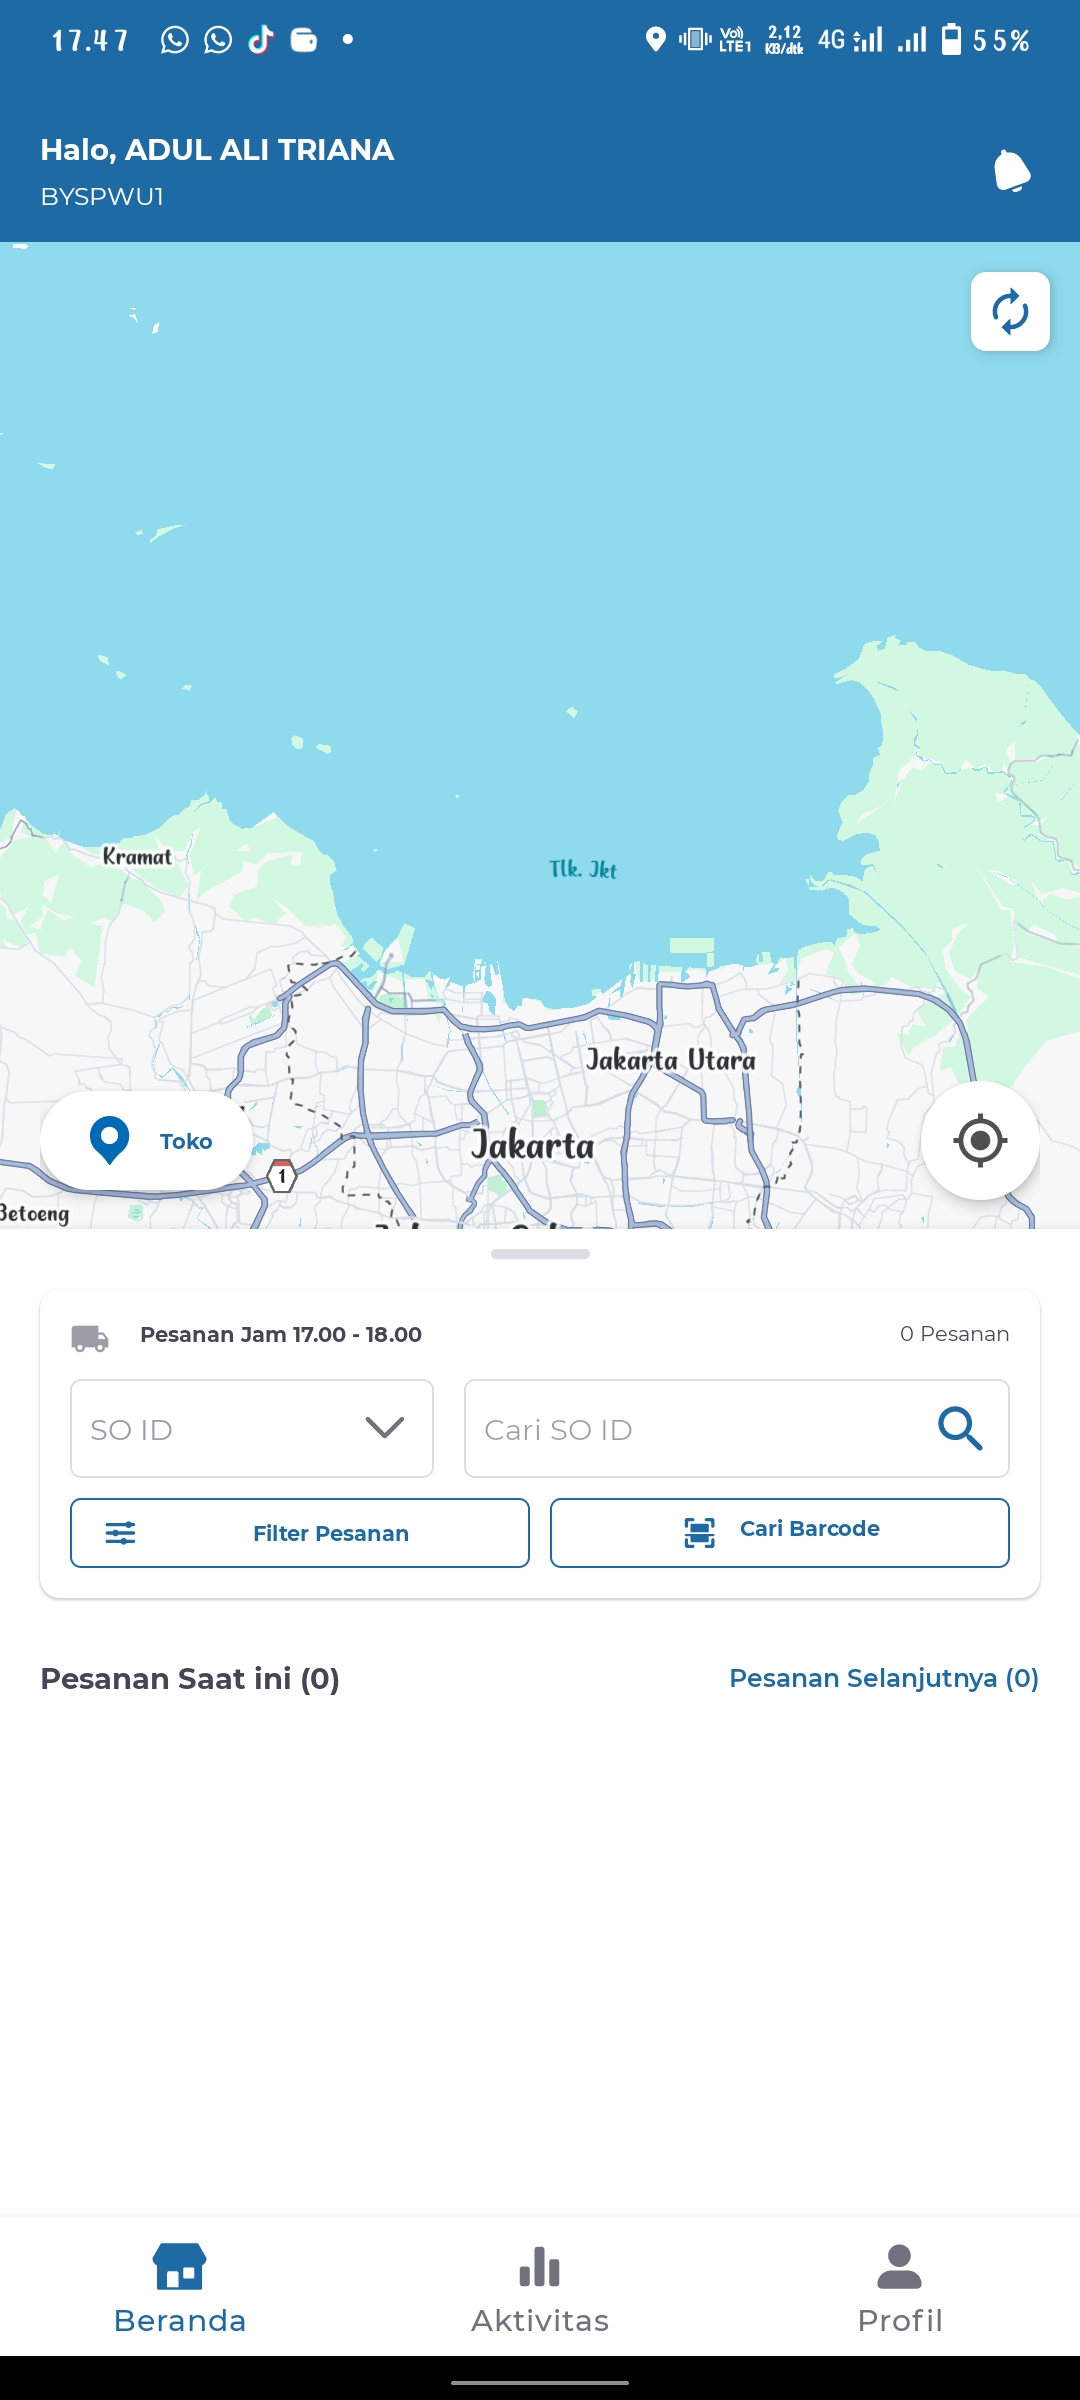 17.47
Vo)) LTE1
2,12 KB/dtk
4G
55%
Halo, ADUL ALI TRIANA
BYSPWU1
Kramat
Tlk. Jkt
Jakarta Utara
Jakarta
Toko
1
Betoeng
Pesanan Jam 17.00 - 18.00
0 Pesanan
SO ID
Cari SO ID
Filter Pesanan
Cari Barcode
Pesanan Saat ini (0)
Pesanan Selanjutnya (0)
Beranda
Aktivitas
Profil